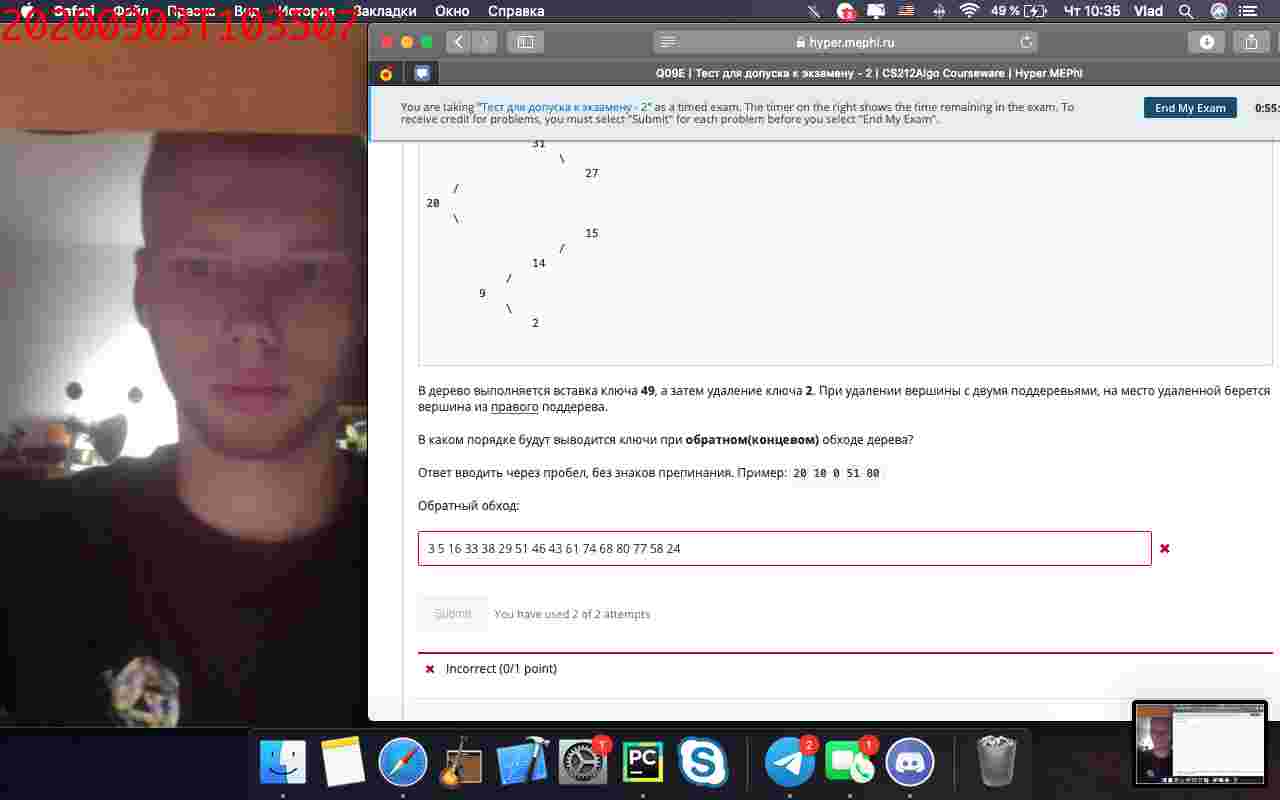 20200903T103507
Safari Файл Правка Вид История Закладки Окно Справка
49 % Чт 10:35 Vlad
hyper.mephi.ru
Q09E | Тест для допуска к экзамену - 2 | CS212Algo Courseware | Hyper.MEPhI
You are taking "Тест для допуска к экзамену - 2" as a timed exam. The timer on the right shows the time remaining in the exam. To
receive credit for problems, you must select "Submit" for each problem before you select "End My Exam".
End My Exam
0:55:
31
\
27
/
20
\
15
/
14
/
9
\
2
В дерево выполняется вставка ключа 49, а затем удаление ключа 2. При удалении вершины с двумя поддеревьями, на место удаленной берется
вершина из правого поддерева.
В каком порядке будут выводится ключи при обратном(концевом) обходе дерева?
Ответ вводить через пробел, без знаков препинания. Пример: 20 10 0 51 80
Обратный обход:
3 5 16 33 38 29 51 46 43 61 74 68 80 77 58 24
Submit You have used 2 of 2 attempts
Incorrect (0/1 point)
1
PC
2
1